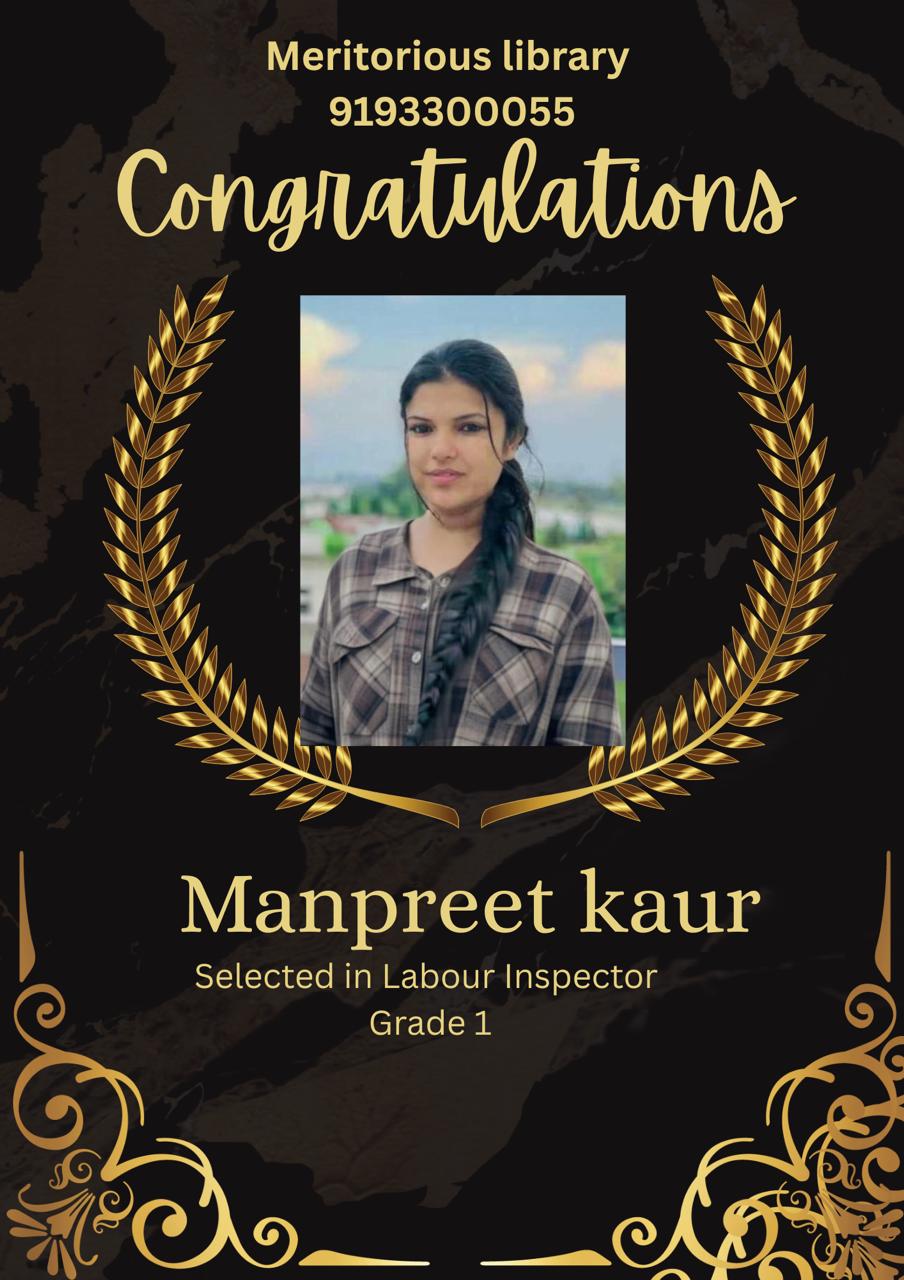 Meritorious library
9193300055
Congratulations
Manpreet kaur
Selected in Labour Inspector
Grade 1